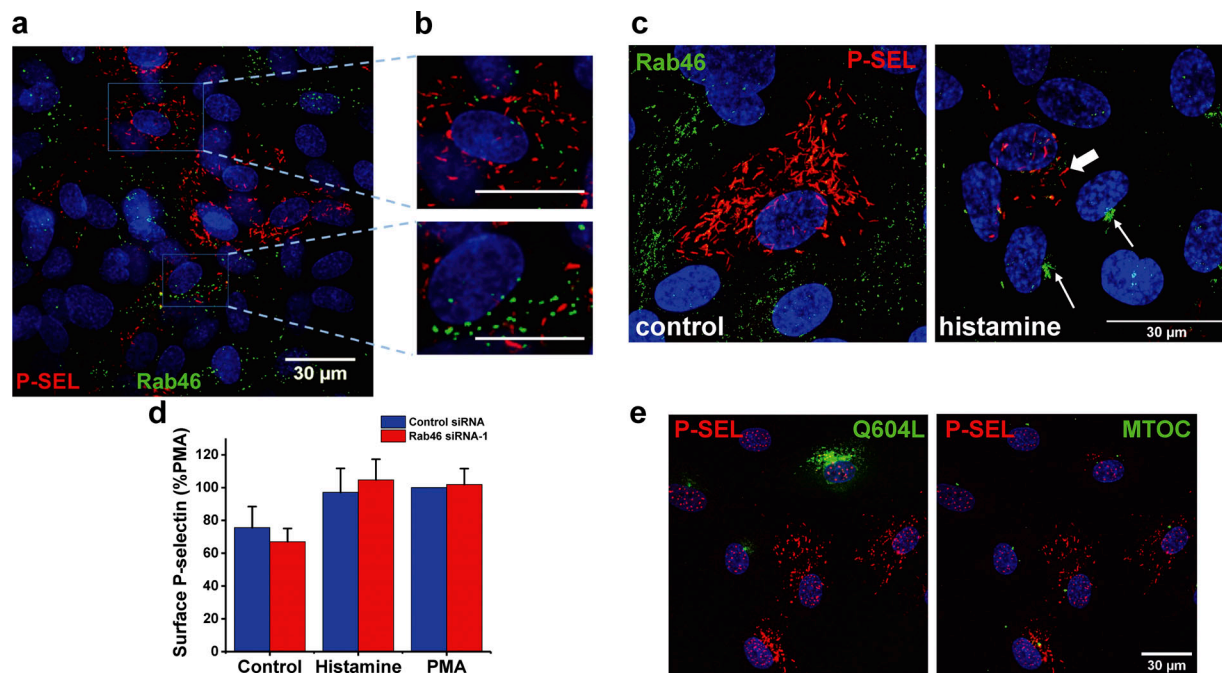 a
b
c
P-SEL
Rab46
30 μm
Rab46
P-SEL
control
histamine
30 μm
d
Control siRNA
Rab46 siRNA-1
Surface P-selectin (%PMA)
120
100
80
60
40
20
0
Control
Histamine
PMA
e
P-SEL
Q604L
P-SEL
MTOC
30 μm